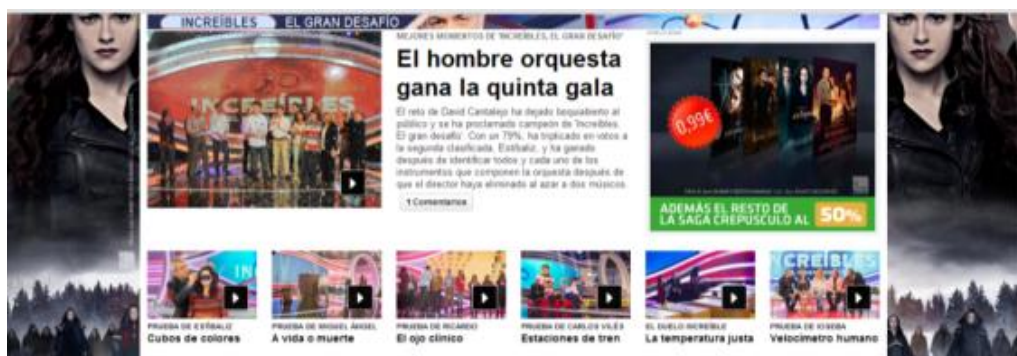 INCREÍBLES EL GRAN DESAFÍO
MEJORES MOMENTOS DE 'INCREÍBLES, EL GRAN DESAFÍO'
El hombre orquesta
gana la quinta gala
El reto de David Cantalejo ha dejado boquiabierto al
público y se ha proclamado campeón de 'Increíbles.
El gran desafío'. Con un 79%, ha triplicado en votos a
la segunda clasificada, Estíbaliz, y ha ganado
después de identificar todos y cada uno de los
instrumentos que componen la orquesta después de
que el director haya eliminado al azar a dos músicos.
1 Comentarios
INCREÍBLES
0,99€
ADEMÁS EL RESTO DE
LA SAGA CREPÚSCULO AL 50%
PRUEBA DE ESTÍBALIZ
Cubos de colores
PRUEBA DE MIGUEL ÁNGEL
A vida o muerte
PRUEBA DE RICARDO
El ojo clínico
PRUEBA DE CARLOS VILÉS
Estaciones de tren
EL DUELO INCREÍBLE
La temperatura justa
PRUEBA DE IOSEBA
Velocímetro humano